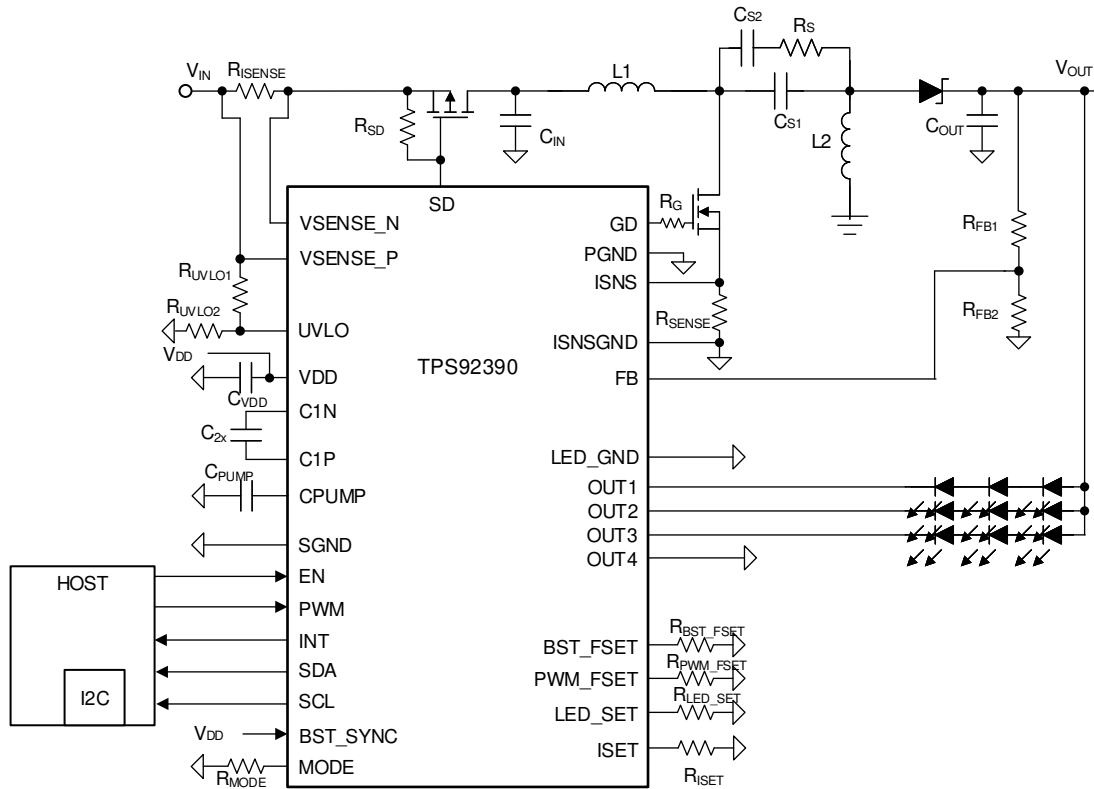 CS2
RS
VIN
RISENSE
L1
VOUT
RSD
CIN
CS1
COUT
L2
SD
RG
VSENSE_N
GD
RFB1
VSENSE_P
PGND
RUVLO1
ISNS
RUVLO2
RSENSE
RFB2
UVLO
ISNSGND
VDD
TPS92390
VDD
FB
CVDD
C1N
C2x
C1P
LED_GND
CPUMP
CPUMP
OUT1
OUT2
OUT3
SGND
OUT4
HOST
EN
PWM
INT
RBST_FSET
BST_FSET
SDA
RPWM_FSET
PWM_FSET
I2C
SCL
RLED_SET
LED_SET
VDD
BST_SYNC
ISET
MODE
RMODE
RISET